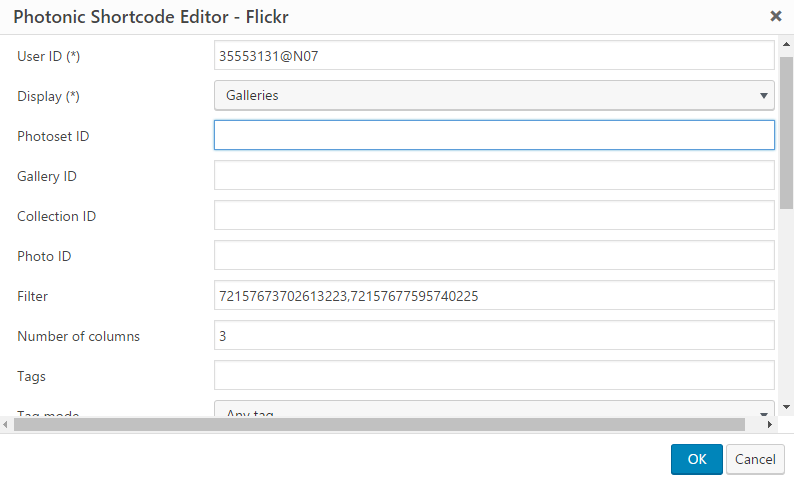 Photonic Shortcode Editor - Flickr
User ID (*) 35553131@N07
Display (*) Galleries
Photoset ID
Gallery ID
Collection ID
Photo ID
Filter 72157673702613223,72157677595740225
Number of columns 3
Tags
Tag mode Any tag
OK Cancel